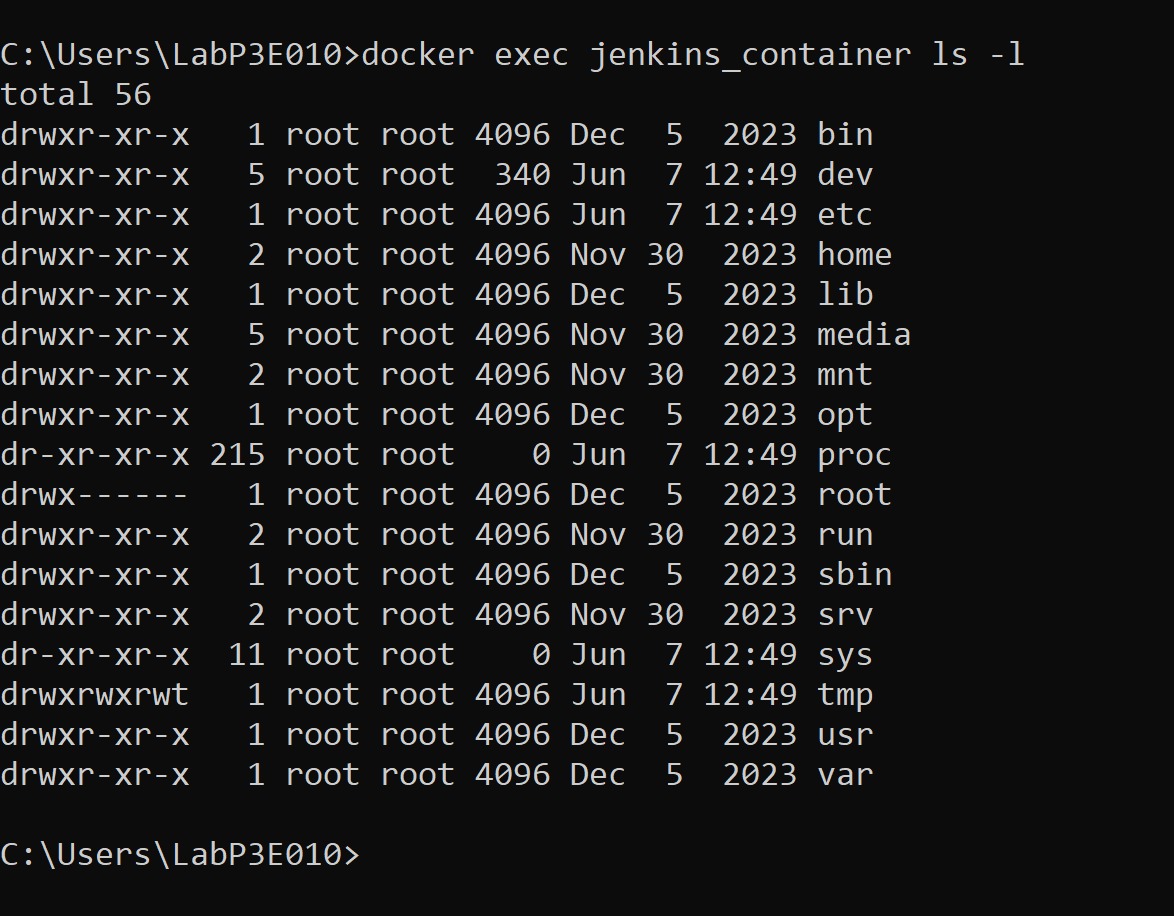 C:\Users\LabP3E010>docker exec jenkins_container ls -l
total 56
drwxr-xr-x   1 root root 4096 Dec  5  2023 bin
drwxr-xr-x   5 root root  340 Jun  7 12:49 dev
drwxr-xr-x   1 root root 4096 Jun  7 12:49 etc
drwxr-xr-x   2 root root 4096 Nov 30  2023 home
drwxr-xr-x   1 root root 4096 Dec  5  2023 lib
drwxr-xr-x   5 root root 4096 Nov 30  2023 media
drwxr-xr-x   2 root root 4096 Nov 30  2023 mnt
drwxr-xr-x   1 root root 4096 Dec  5  2023 opt
dr-xr-xr-x 215 root root    0 Jun  7 12:49 proc
drwx------   1 root root 4096 Dec  5  2023 root
drwxr-xr-x   2 root root 4096 Nov 30  2023 run
drwxr-xr-x   1 root root 4096 Dec  5  2023 sbin
drwxr-xr-x   2 root root 4096 Nov 30  2023 srv
dr-xr-xr-x  11 root root    0 Jun  7 12:49 sys
drwxrwxrwt   1 root root 4096 Jun  7 12:49 tmp
drwxr-xr-x   1 root root 4096 Dec  5  2023 usr
drwxr-xr-x   1 root root 4096 Dec  5  2023 var
C:\Users\LabP3E010>